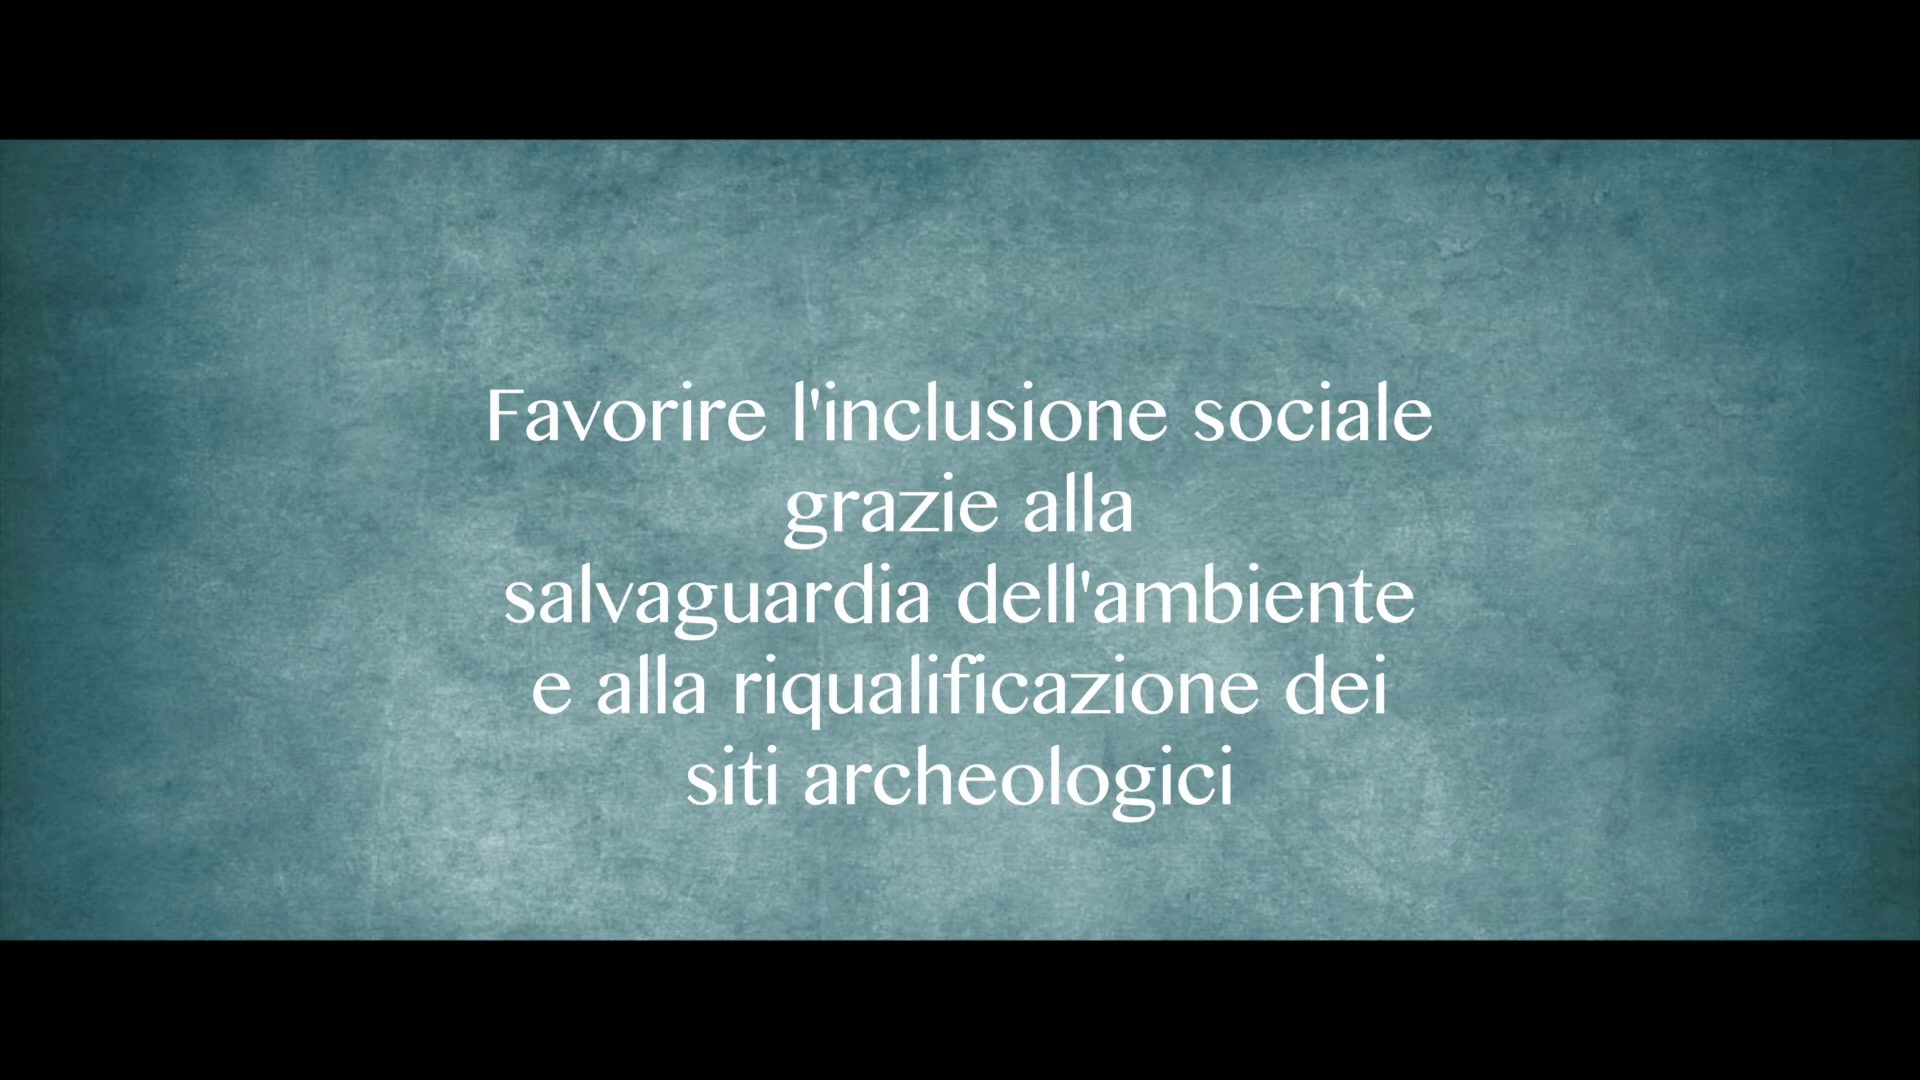 Favorire l'inclusione sociale
grazie alla
salvaguardia dell'ambiente
e alla riqualificazione dei
siti archeologici